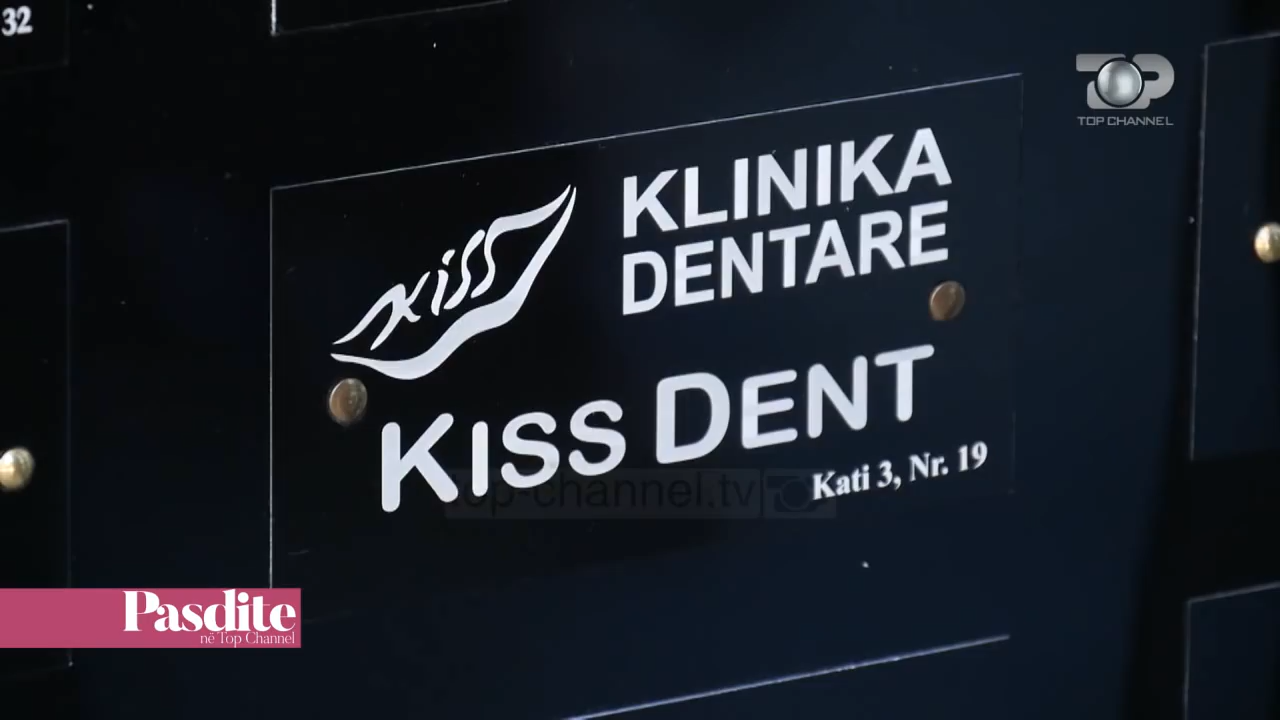 32
TOP CHANNEL
KLINIKA
DENTARE
Kiss
KISS DENT
Kati 3, Nr. 19
top-channel.tv
Pasdite
në Top Channel